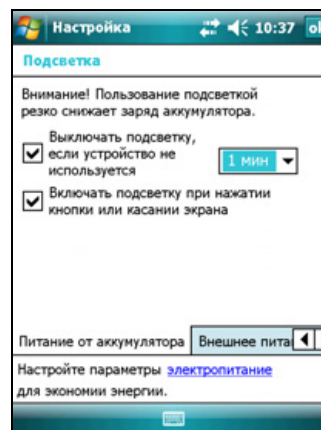 Настройка 10:37 ok
Подсветка
Внимание! Пользование подсветкой
резко снижает заряд аккумулятора.
Выключать подсветку,
если устройство не
используется
1 мин
Включать подсветку при нажатии
кнопки или касании экрана
Питание от аккумулятора Внешнее пита
Настройте параметры электропитание
для экономии энергии.